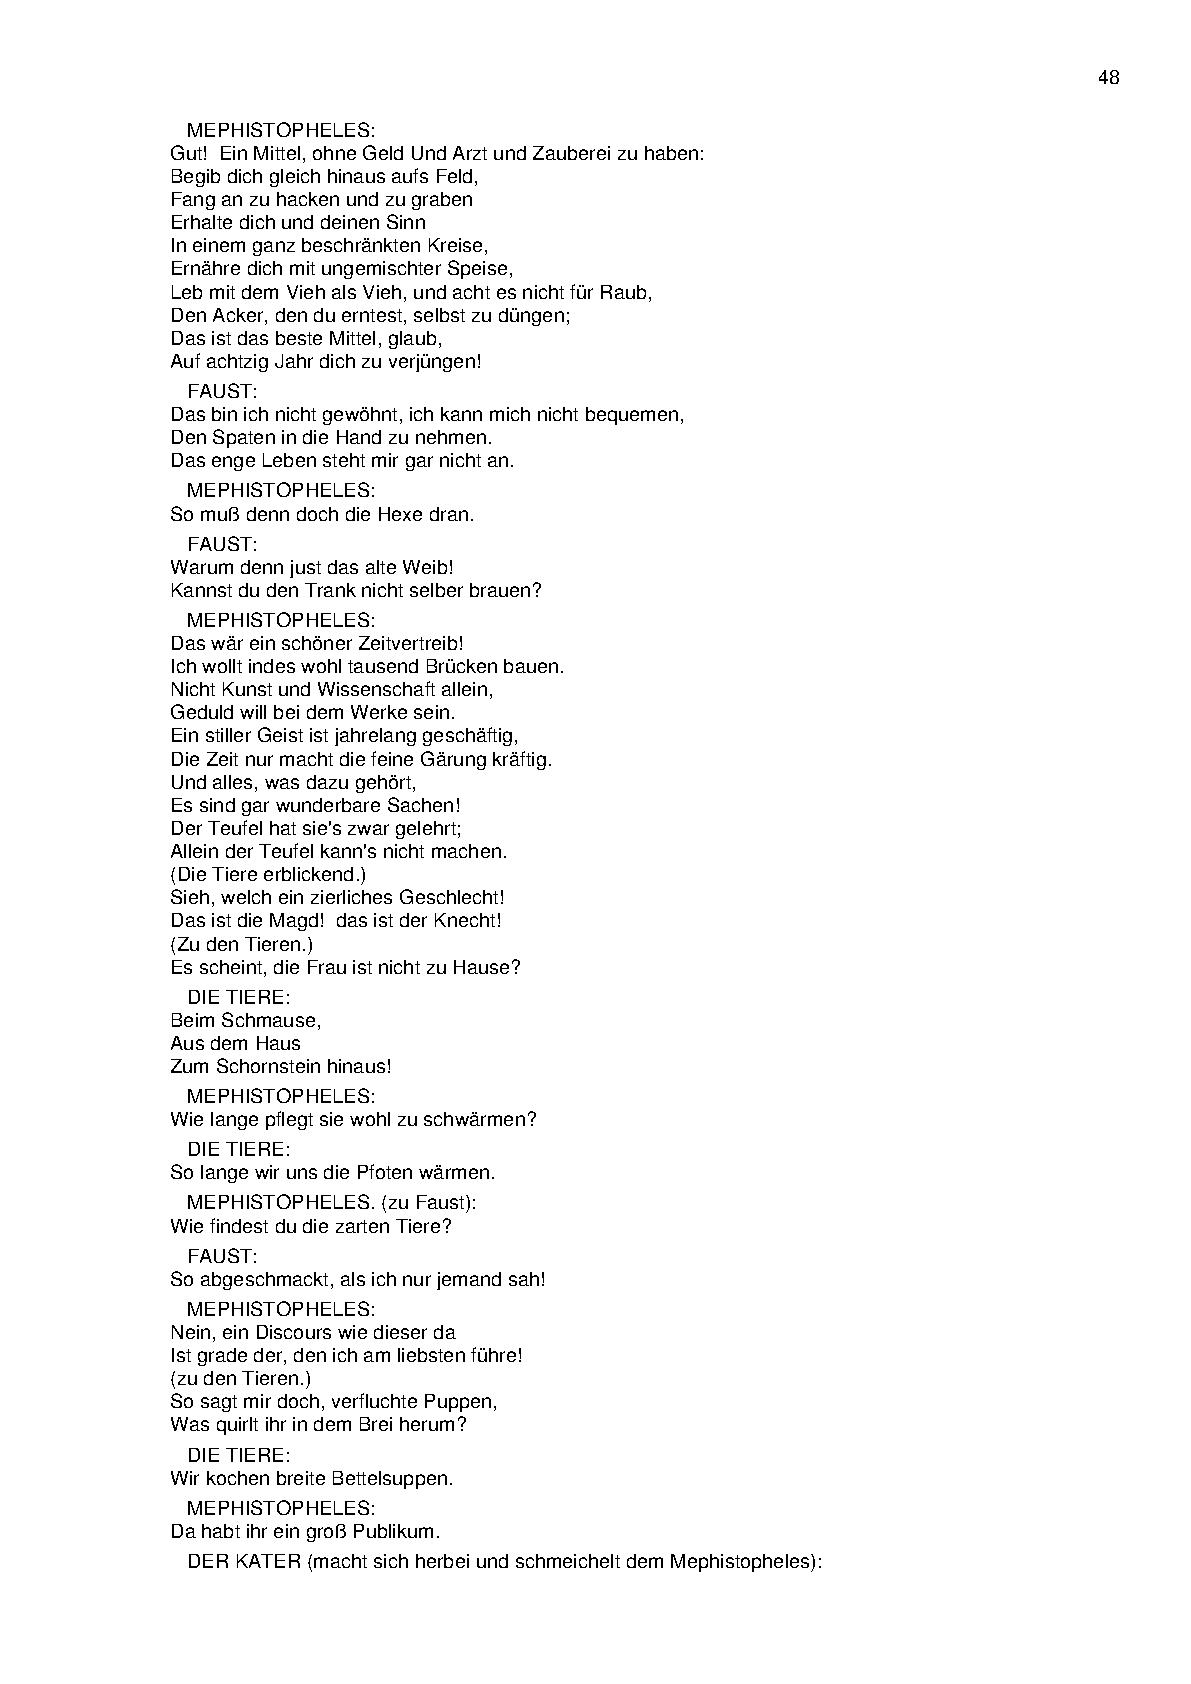 48
MEPHISTOPHELES:
Gut!  Ein Mittel, ohne Geld Und Arzt und Zauberei zu haben:
Begib dich gleich hinaus aufs Feld,
Fang an zu hacken und zu graben
Erhalte dich und deinen Sinn
In einem ganz beschränkten Kreise,
Ernähre dich mit ungemischter Speise,
Leb mit dem Vieh als Vieh, und acht es nicht für Raub,
Den Acker, den du erntest, selbst zu düngen;
Das ist das beste Mittel, glaub,
Auf achtzig Jahr dich zu verjüngen!
FAUST:
Das bin ich nicht gewöhnt, ich kann mich nicht bequemen,
Den Spaten in die Hand zu nehmen.
Das enge Leben steht mir gar nicht an.
MEPHISTOPHELES:
So muß denn doch die Hexe dran.
FAUST:
Warum denn just das alte Weib!
Kannst du den Trank nicht selber brauen?
MEPHISTOPHELES:
Das wär ein schöner Zeitvertreib!
Ich wollt indes wohl tausend Brücken bauen.
Nicht Kunst und Wissenschaft allein,
Geduld will bei dem Werke sein.
Ein stiller Geist ist jahrelang geschäftig,
Die Zeit nur macht die feine Gärung kräftig.
Und alles, was dazu gehört,
Es sind gar wunderbare Sachen!
Der Teufel hat sie's zwar gelehrt;
Allein der Teufel kann's nicht machen.
(Die Tiere erblickend.)
Sieh, welch ein zierliches Geschlecht!
Das ist die Magd!  das ist der Knecht!
(Zu den Tieren.)
Es scheint, die Frau ist nicht zu Hause?
DIE TIERE:
Beim Schmause,
Aus dem Haus
Zum Schornstein hinaus!
MEPHISTOPHELES:
Wie lange pflegt sie wohl zu schwärmen?
DIE TIERE:
So lange wir uns die Pfoten wärmen.
MEPHISTOPHELES. (zu Faust):
Wie findest du die zarten Tiere?
FAUST:
So abgeschmackt, als ich nur jemand sah!
MEPHISTOPHELES:
Nein, ein Discours wie dieser da
Ist grade der, den ich am liebsten führe!
(zu den Tieren.)
So sagt mir doch, verfluchte Puppen,
Was quirlt ihr in dem Brei herum?
DIE TIERE:
Wir kochen breite Bettelsuppen.
MEPHISTOPHELES:
Da habt ihr ein groß Publikum.
DER KATER (macht sich herbei und schmeichelt dem Mephistopheles):